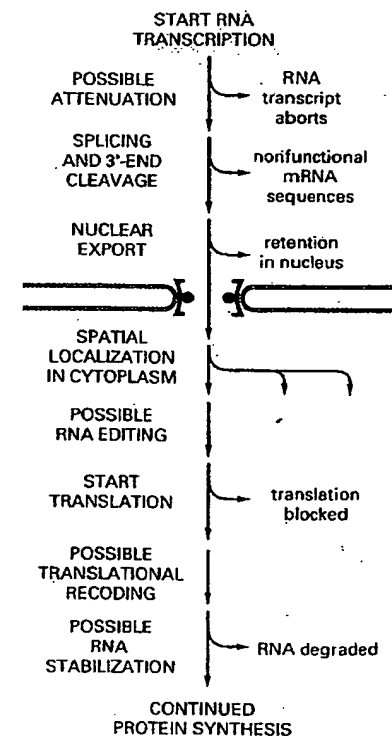 START RNA
TRANSCRIPTION
POSSIBLE
ATTENUATION
RNA
transcript
aborts
SPLICING
AND 3'-END
CLEAVAGE
nonfunctional
mRNA
sequences
NUCLEAR
EXPORT
retention
in nucleus
SPATIAL
LOCALIZATION
IN CYTOPLASM
POSSIBLE
RNA EDITING
START
TRANSLATION
translation
blocked
POSSIBLE
TRANSLATIONAL
RECODING
POSSIBLE
RNA
STABILIZATION
RNA degraded
CONTINUED
PROTEIN SYNTHESIS